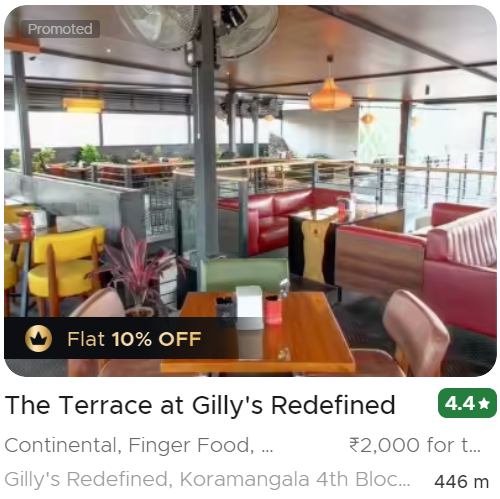 Promoted
Flat 10% OFF
The Terrace at Gilly's Redefined
4.4★
Continental, Finger Food, ...
₹2,000 for t...
Gilly's Redefined, Koramangala 4th Bloc...
446 m